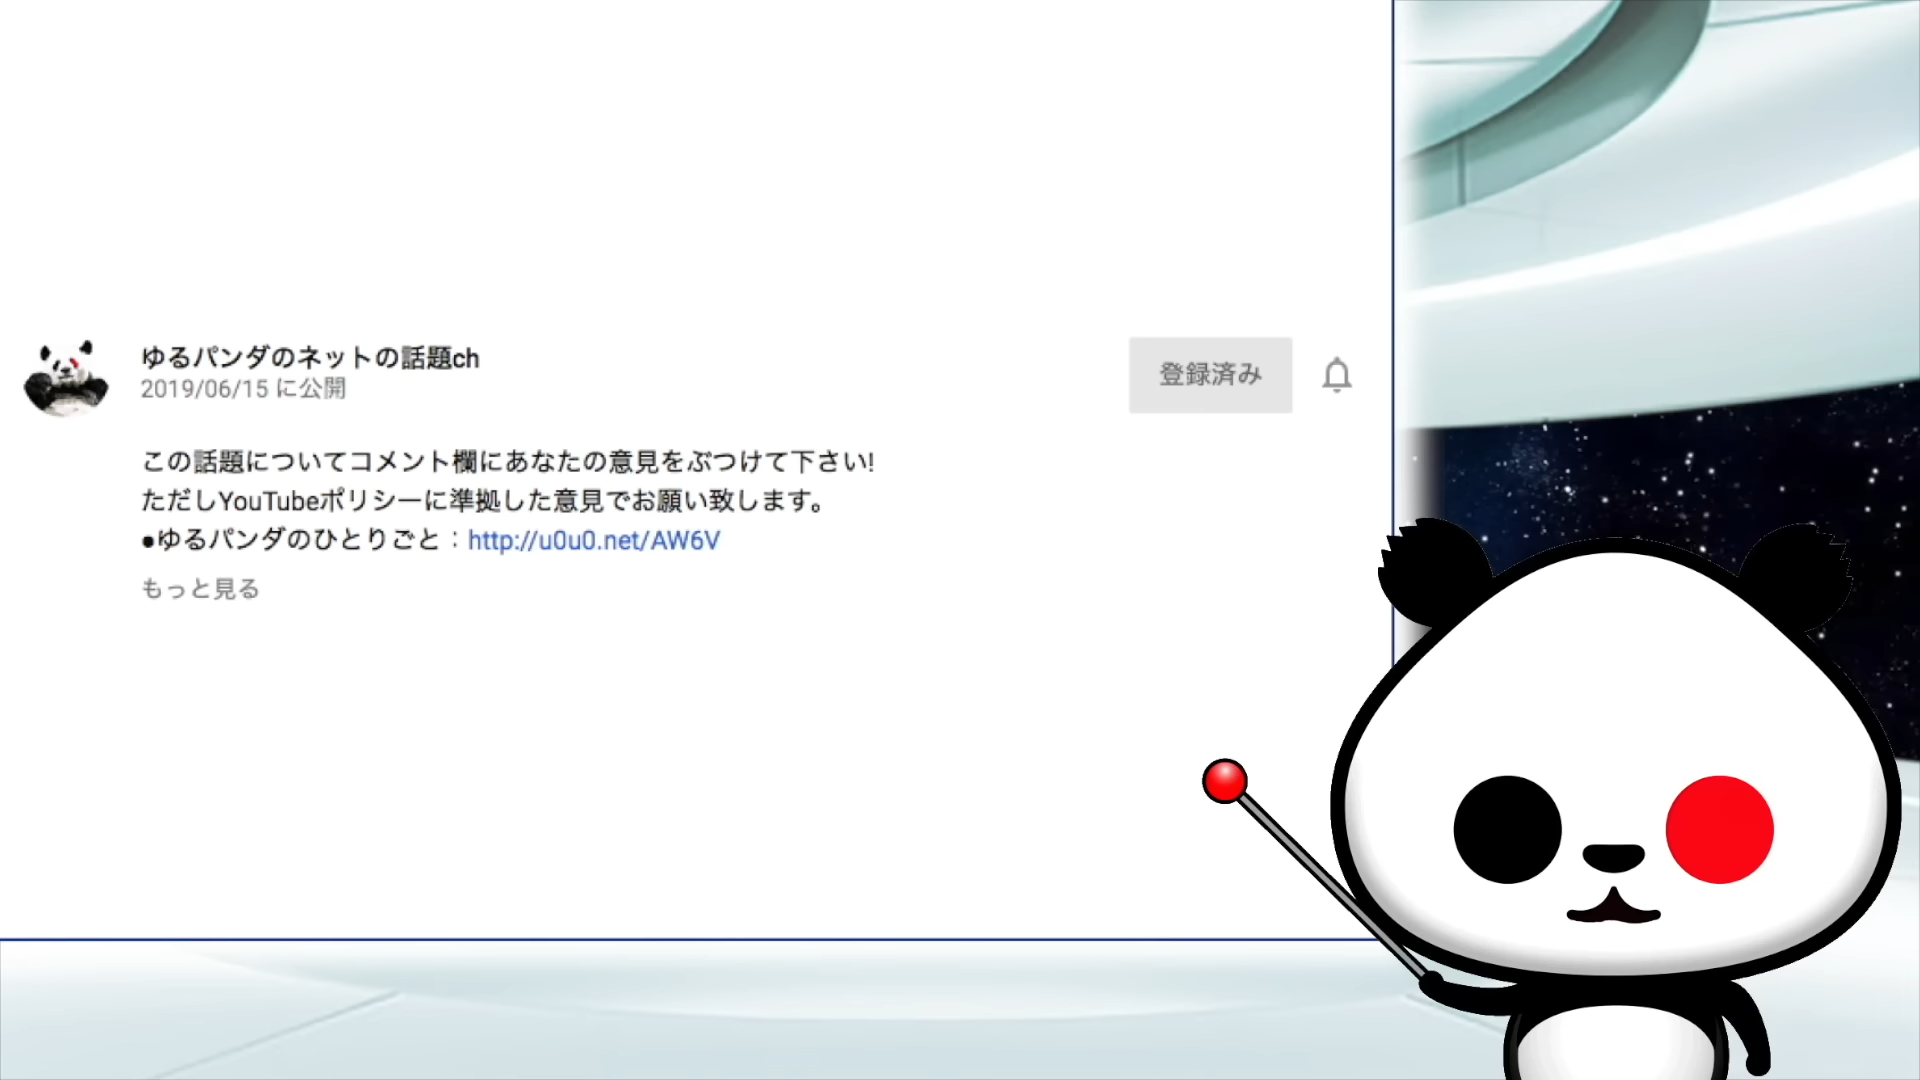 ゆるパンダのネットの話題ch
2019/06/15 に公開
登録済み
この話題についてコメント欄にあなたの意見をぶつけて下さい!
ただしYouTubeポリシーに準拠した意見でお願い致します。
●ゆるパンダのひとりごと：http://u0u0.net/AW6V
もっと見る